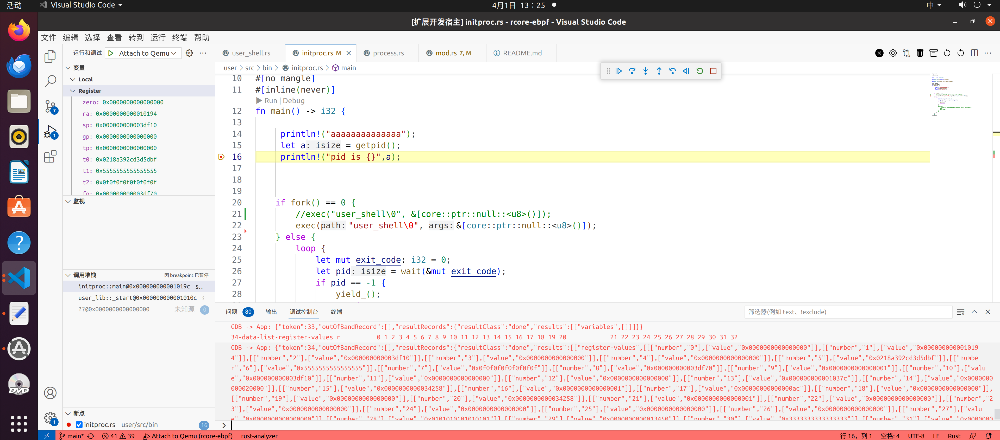 活动
Visual Studio Code
4月1日 13：25
中
[扩展开发宿主] initproc.rs - rcore-ebpf - Visual Studio Code
文件 编辑 选择 查看 转到 运行 终端 帮助
运行和调试
Attach to Qemu
变量
Local
Register
zero: 0x0000000000000000
ra: 0x0000000000010194
sp: 0x000000000003df10
gp: 0x0000000000000000
tp: 0x0000000000000000
t0: 0x0218a392cd3d5dbf
t1: 0x5555555555555555
t2: 0x0f0f0f0f0f0f0f0f
fp: 0x000000000003df70
监视
调用堆栈
因 breakpoint 已暂停
initproc::main@0x000000000001019c s...
user_lib::_start@0x000000000001010c s
??@0x0000000000000000 未知源 0
断点
initproc.rs user/src/bin 16
user_shell.rs
initproc.rs M
process.rs
mod.rs 7, M
README.md
user > src > bin > initproc.rs > main
10 #[no_mangle]
11 #[inline(never)]
Run | Debug
12 fn main() -> i32 {
13
14 println!("aaaaaaaaaaaaaa");
15 let a: isize = getpid();
16 println!("pid is {}",a);
17
18
19
20 if fork() == 0 {
21 //exec("user_shell\0", &[core::ptr::null::<u8>()]);
22 exec(path: "user_shell\0", args: &[core::ptr::null::<u8>()]);
23 } else {
24 loop {
25 let mut exit_code: i32 = 0;
26 let pid: isize = wait(&mut exit_code);
27 if pid == -1 {
28 yield_();
问题 80 输出 调试控制台 终端
筛选器(例如 text、!exclude)
GDB -> App: {"token":33,"outOfBandRecord":[],"resultRecords":{"resultClass":"done","results":[["variables",[]]]}}
34-data-list-register-values r 0 1 2 3 4 5 6 7 8 9 10 11 12 13 14 15 16 17 18 19 20 21 22 23 24 25 26 27 28 29 30 31 32
GDB -> App: {"token":34,"outOfBandRecord":[],"resultRecords":{"resultClass":"done","results":[["register-values",[[["number","0"],["value","0x0000000000000000"]],[["number","1"],["value","0x000000000001019
4"]],[["number","2"],["value","0x000000000003df10"]],[["number","3"],["value","0x0000000000000000"]],[["number","4"],["value","0x0000000000000000"]],[["number","5"],["value","0x0218a392cd3d5dbf"]],[["numbe
r","6"],["value","0x5555555555555555"]],[["number","7"],["value","0x0f0f0f0f0f0f0f0f"]],[["number","8"],["value","0x000000000003df70"]],[["number","9"],["value","0x0000000000000001"]],[["number","10"],["valu
e","0x000000000003df10"]],[["number","11"],["value","0x0000000000000000"]],[["number","12"],["value","0x0000000000000000"]],[["number","13"],["value","0x000000000001037c"]],[["number","14"],["value","0x0000000
000020000"]],[["number","15"],["value","0x0000000000034258"]],[["number","16"],["value","0x0000000000000001"]],[["number","17"],["value","0x00000000000000ac"]],[["number","18"],["value","0x0000000000000000"]],
[["number","19"],["value","0x0000000000000000"]],[["number","20"],["value","0x0000000000034258"]],[["number","21"],["value","0x0000000000000001"]],[["number","22"],["value","0x0000000000000000"]],[["number","2
3"],["value","0x0000000000000000"]],[["number","24"],["value","0x0000000000000000"]],[["number","25"],["value","0x0000000000000000"]],[["number","26"],["value","0x0000000000000000"]],[["number","27"],["valu
e","0x0000000000000000"]],[["number","28"],["value","0x0101010101010101"]],[["number","29"],["value","0x0000000000013450"]],[["number","30"],["value","0x3333333333333333"]],[["number","31"],["value","0x0000000
main* 41 39 Attach to Qemu (rcore-ebpf) rust-analyzer
行 16，列 1 空格: 4 UTF-8 LF Rust